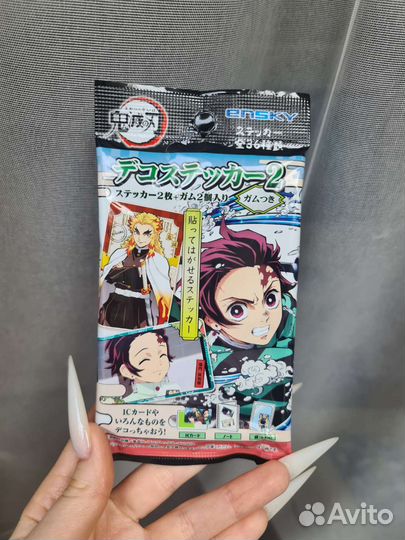 鬼滅の刃
ensky
ステッカー
全36種類
デコステッカー2
ステッカー2枚+ガム2個入り
ガムつき
貼ってはがせるステッカー
ICカードや
いろんなものを
デコっちゃおう!
ICカード
ノート
Avito